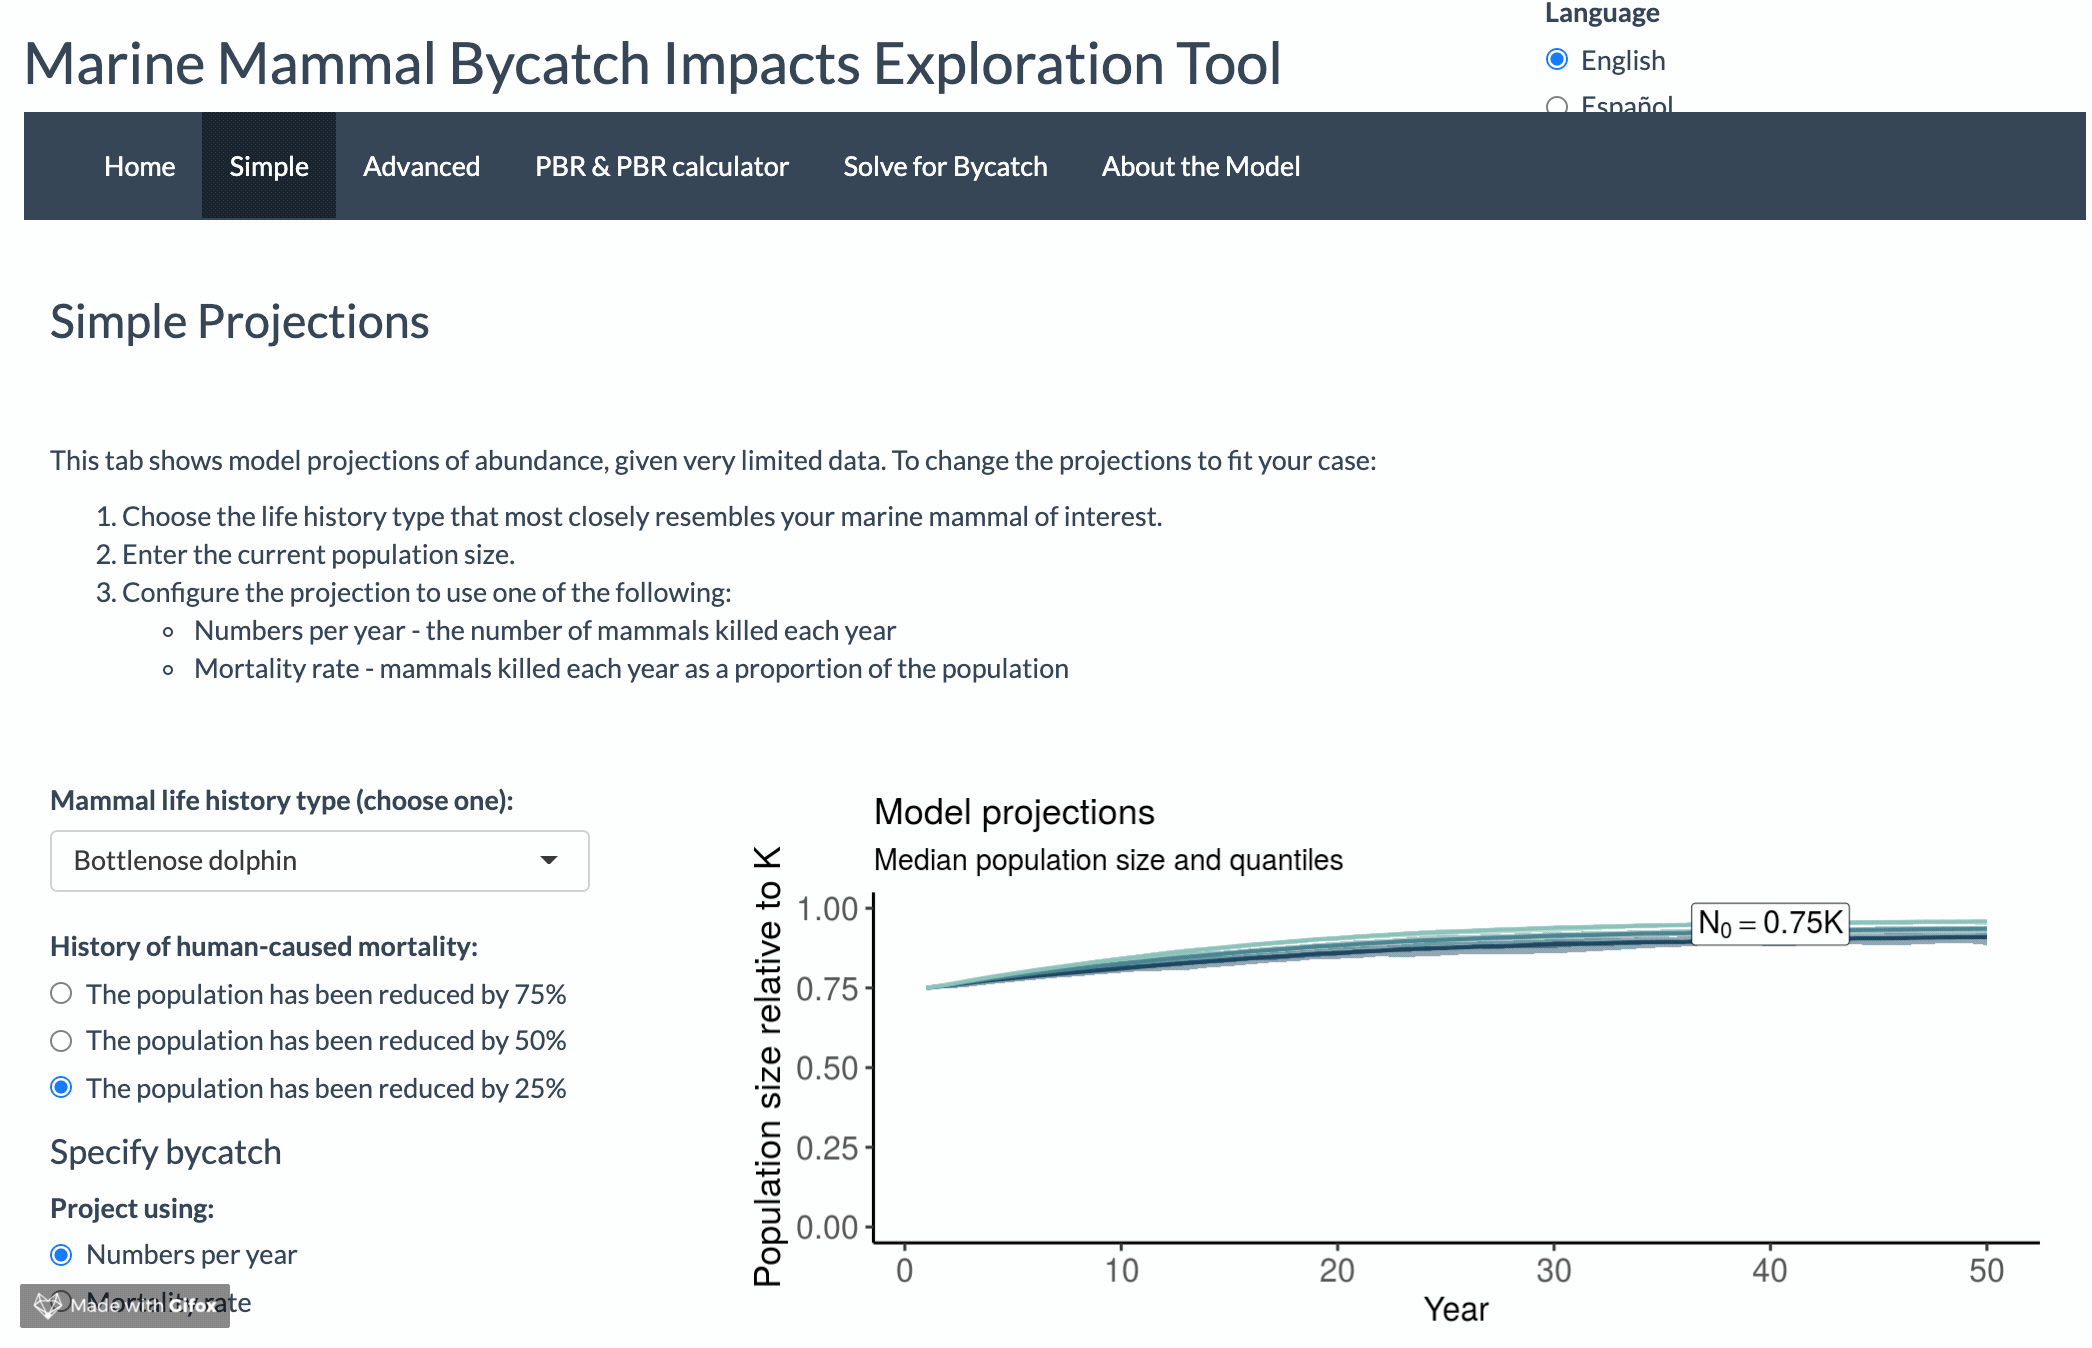 Language
Marine Mammal Bycatch Impacts Exploration Tool
English
Español
Home Simple Advanced PBR & PBR calculator Solve for Bycatch About the Model
Simple Projections
This tab shows model projections of abundance, given very limited data. To change the projections to fit your case:
1. Choose the life history type that most closely resembles your marine mammal of interest.
2. Enter the current population size.
3. Configure the projection to use one of the following:
Numbers per year - the number of mammals killed each year
Mortality rate - mammals killed each year as a proportion of the population
Mammal life history type (choose one):
Bottlenose dolphin
History of human-caused mortality:
The population has been reduced by 75%
The population has been reduced by 50%
The population has been reduced by 25%
Specify bycatch
Project using:
Numbers per year
Mortality rate
Made with Gifox
Model projections
Median population size and quantiles
Population size relative to K
1.00
0.75
0.50
0.25
0.00
N₀ = 0.75K
0 10 20 30 40 50
Year